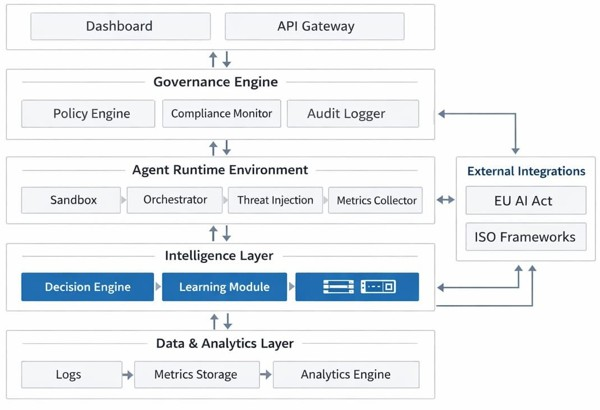 Dashboard
API Gateway
Governance Engine
Policy Engine
Compliance Monitor
Audit Logger
Agent Runtime Environment
Sandbox
Orchestrator
Threat Injection
Metrics Collector
External Integrations
EU AI Act
ISO Frameworks
Intelligence Layer
Decision Engine
Learning Module
Data & Analytics Layer
Logs
Metrics Storage
Analytics Engine